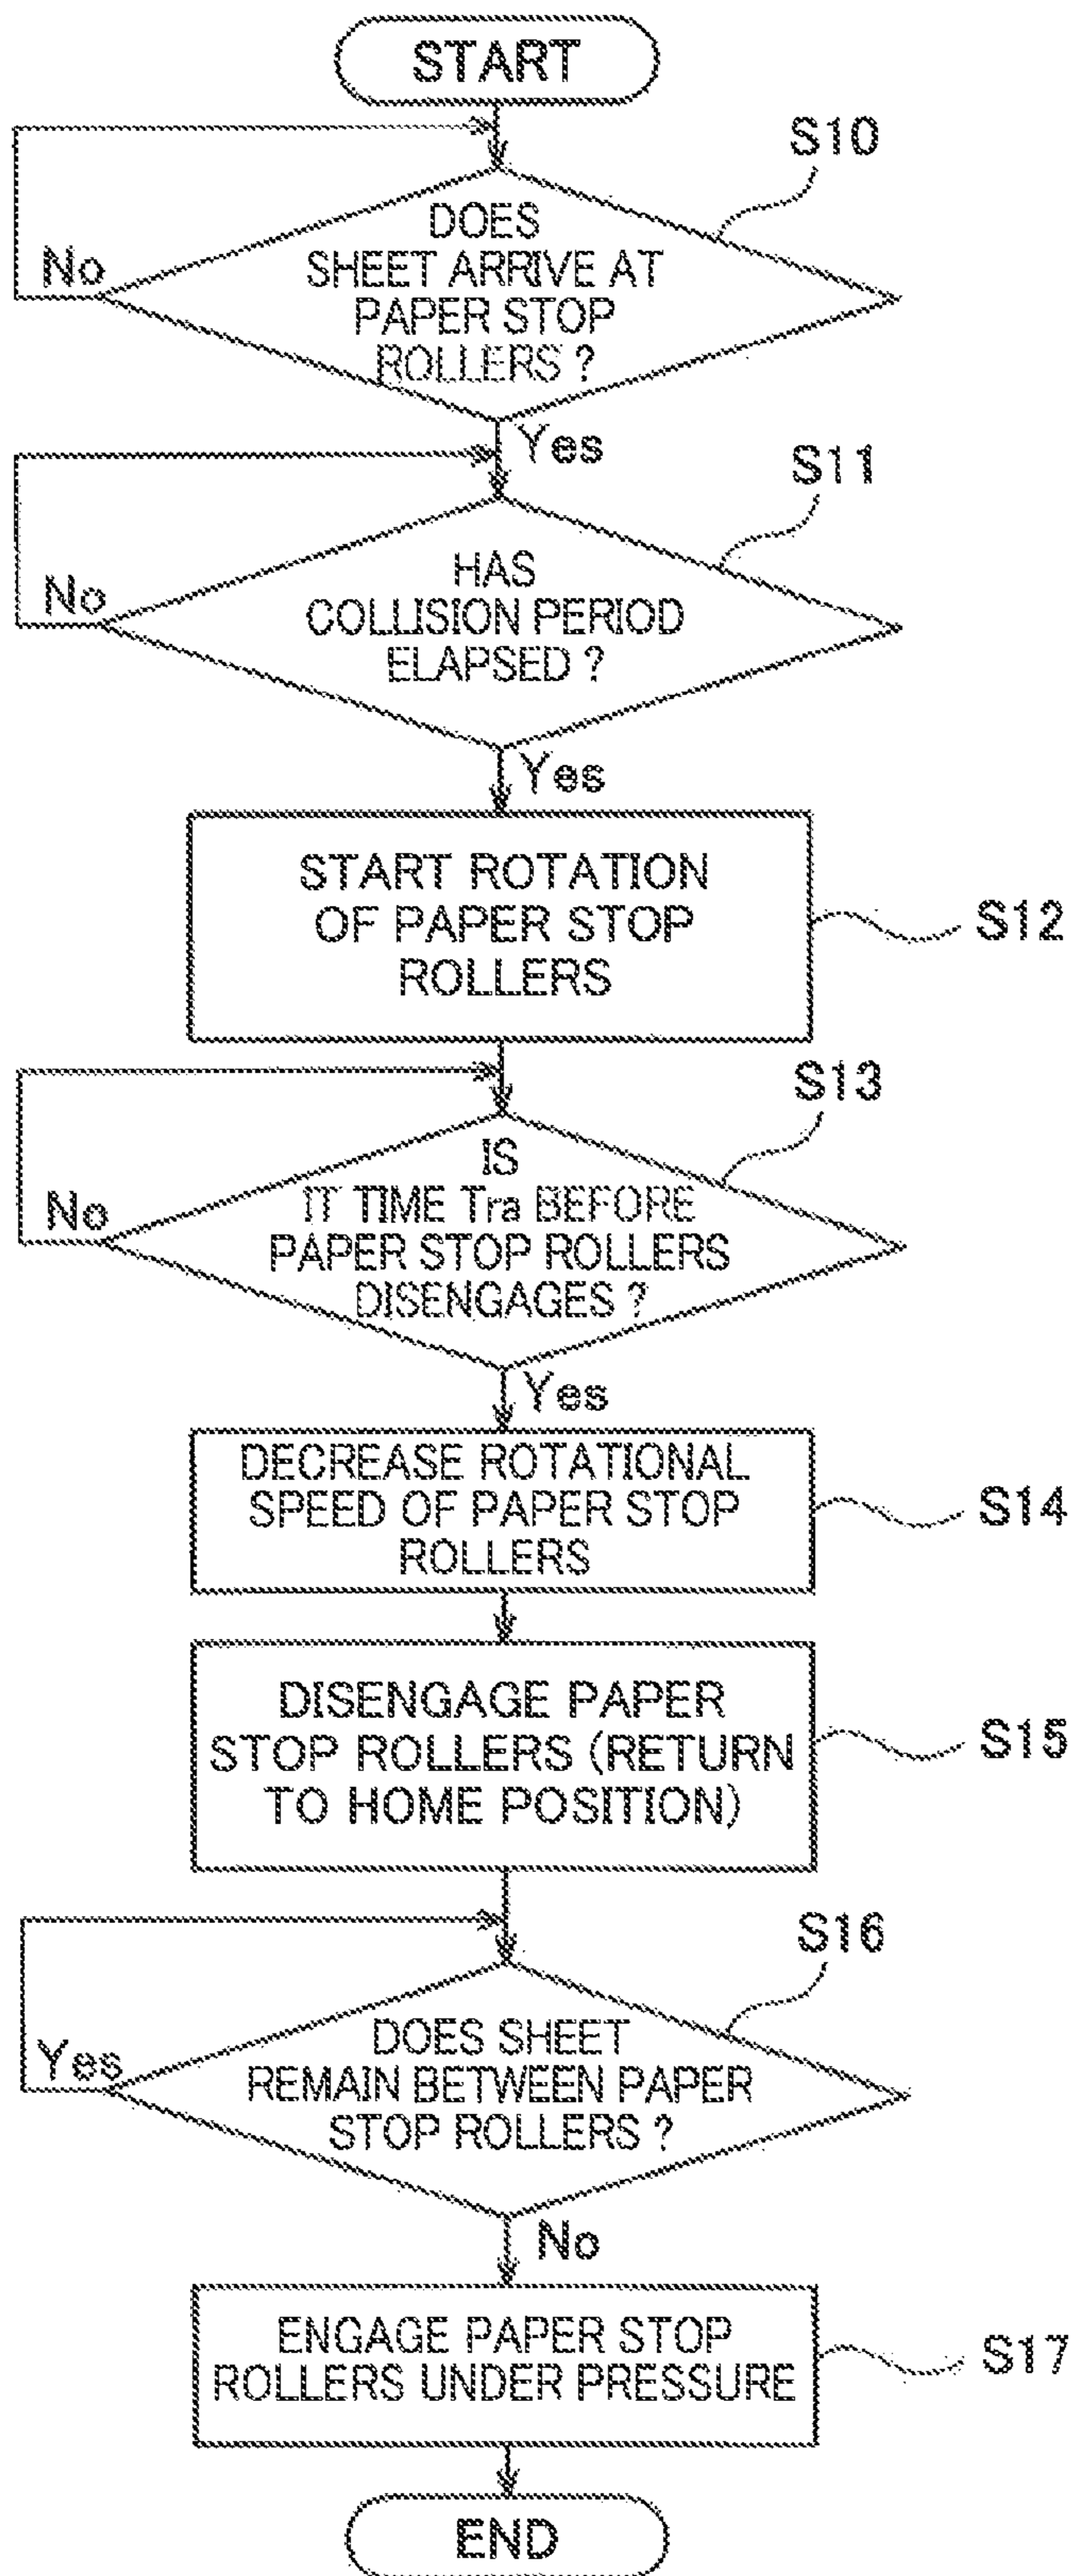 START
S10
DOES
SHEET ARRIVE AT
PAPER STOP
ROLLERS ?
No
Yes
S11
HAS
COLLISION PERIOD
ELAPSED ?
No
Yes
START ROTATION
OF PAPER STOP
ROLLERS
S12
S13
IS
IT TIME Tra BEFORE
PAPER STOP ROLLERS
DISENGAGES ?
No
Yes
DECREASE ROTATIONAL
SPEED OF PAPER STOP
ROLLERS
S14
DISENGAGE PAPER
STOP ROLLERS (RETURN
TO HOME POSITION)
S15
S16
DOES SHEET
REMAIN BETWEEN PAPER
STOP ROLLERS ?
Yes
No
ENGAGE PAPER STOP
ROLLERS UNDER PRESSURE
S17
END